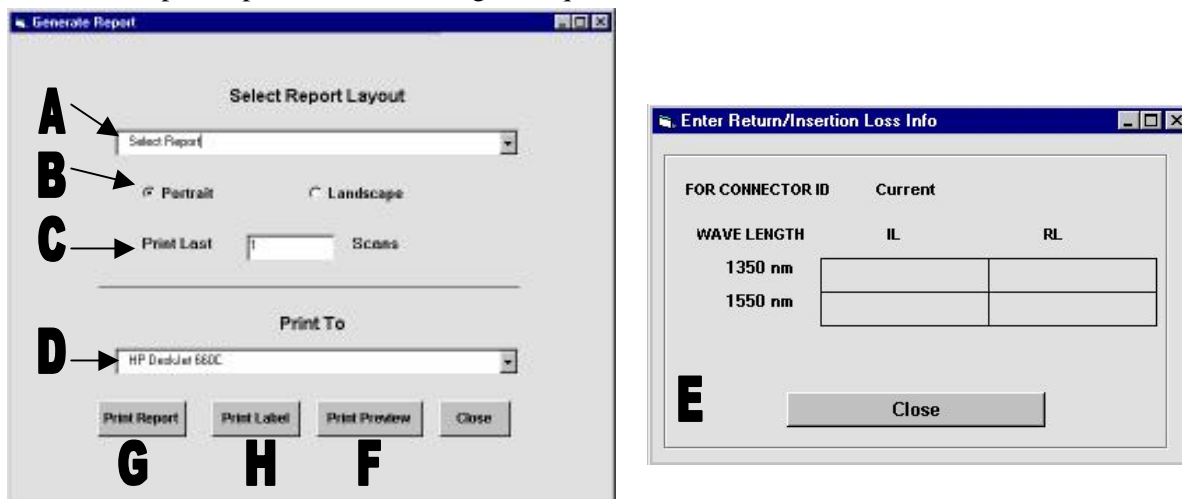 Generate Report
Select Report Layout
A
Select Report
B
Portrait
Landscape
C
Print Last
1
Scans
Print To
D
HP DeskJet 660C
Print Report
Print Label
Print Preview
Close
G
H
F
Enter Return/Insertion Loss Info
FOR CONNECTOR ID Current
WAVE LENGTH IL RL
1350 nm
1550 nm
E
Close